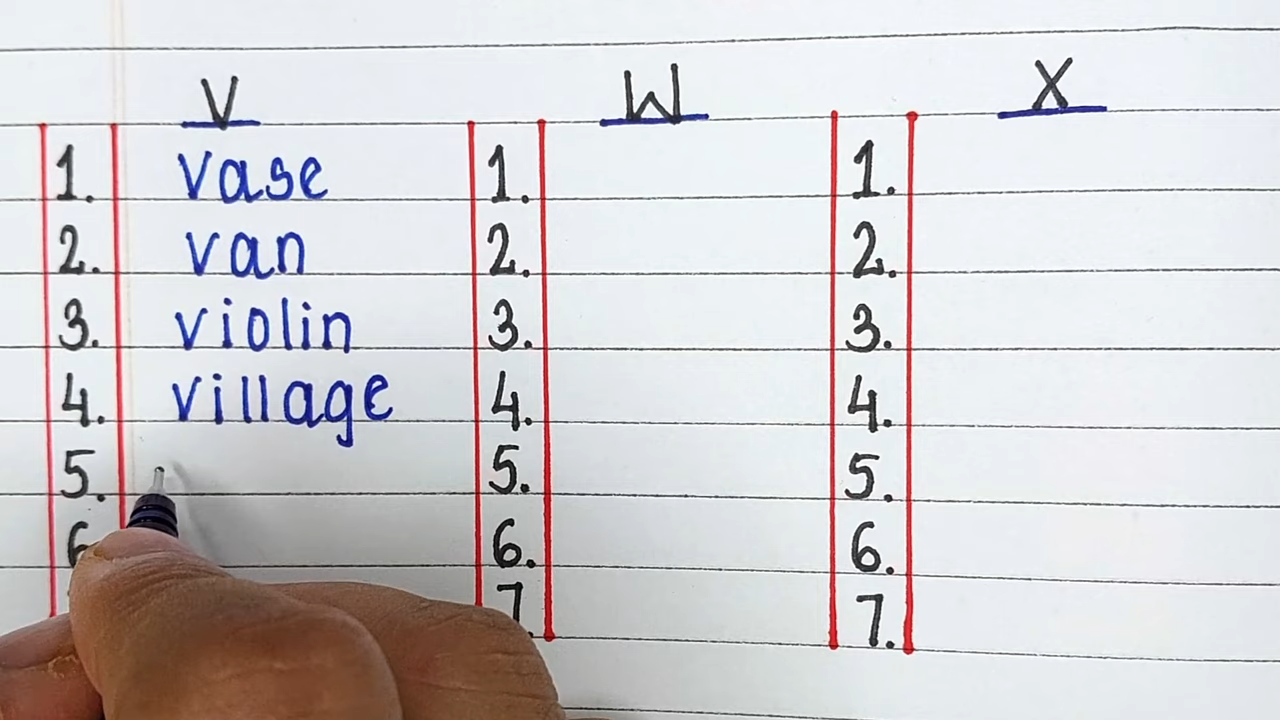 V
1. vase
2. van
3. violin
4. village
5.
6
W
1.
2.
3.
4.
5.
6.
7.
X
1.
2.
3.
4.
5.
6.
7.